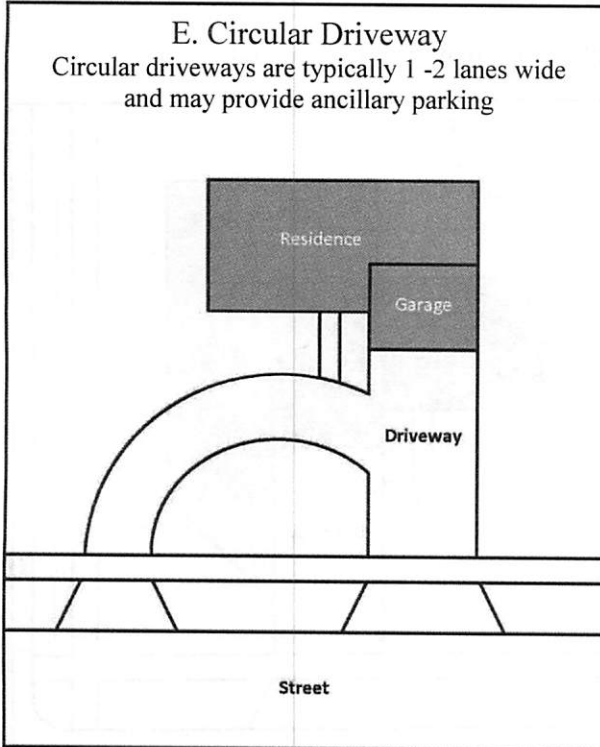 E. Circular Driveway
Circular driveways are typically 1 -2 lanes wide
and may provide ancillary parking
Residence
Garage
Driveway
Street